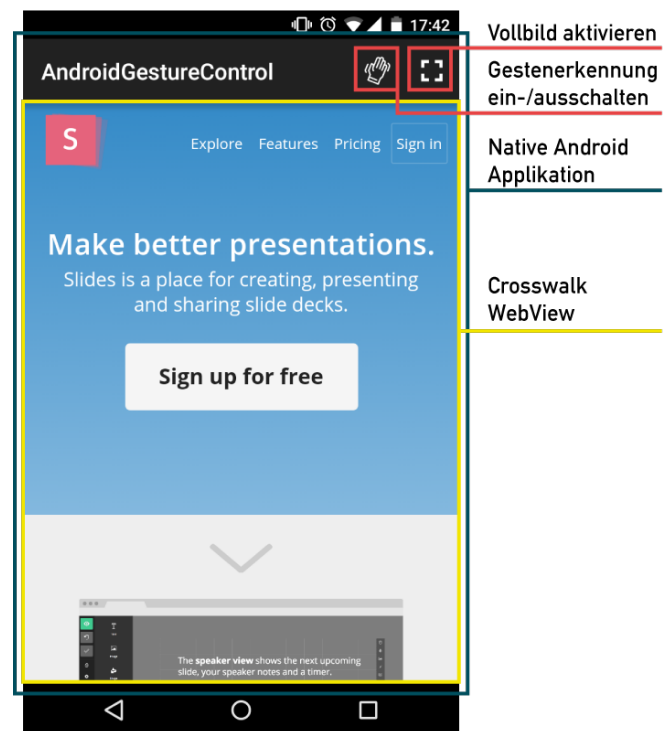 17:42
Vollbild aktivieren
AndroidGestureControl
Gestenerkennung
ein-/ausschalten
S
Explore Features Pricing Sign in
Native Android
Applikation
Make better presentations.
Slides is a place for creating, presenting
and sharing slide decks.
Crosswalk
WebView
Sign up for free
The speaker view shows the next upcoming
slide, your speaker notes and a timer.